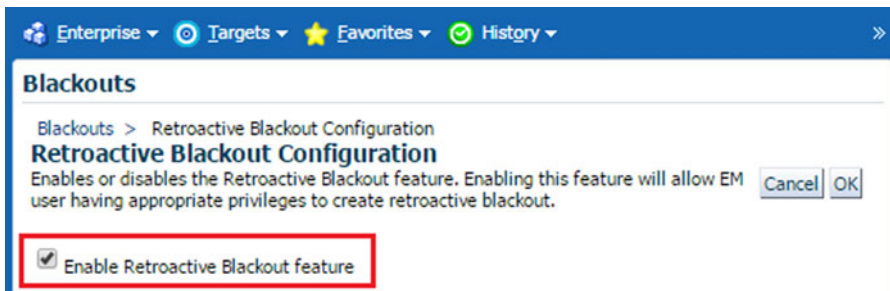 Enterprise Targets Favorites History »
Blackouts
Blackouts > Retroactive Blackout Configuration
Retroactive Blackout Configuration
Enables or disables the Retroactive Blackout feature. Enabling this feature will allow EM
user having appropriate privileges to create retroactive blackout.
Cancel OK
Enable Retroactive Blackout feature